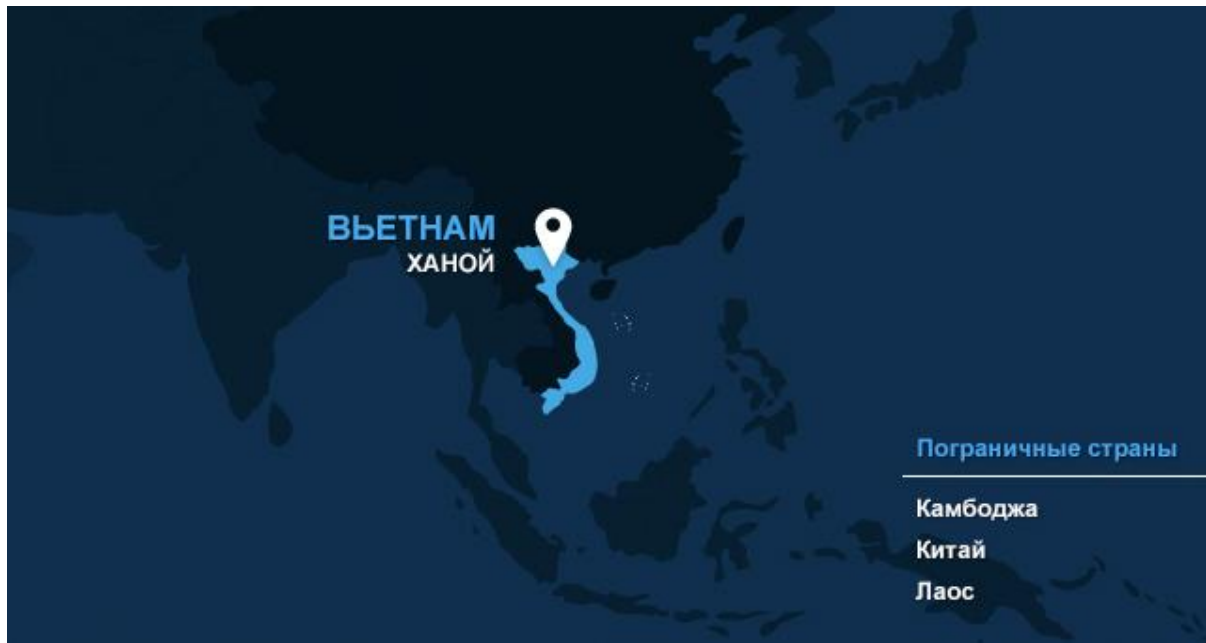 ВЬЕТНАМ
ХАНОЙ
Пограничные страны
Камбоджа
Китай
Лаос